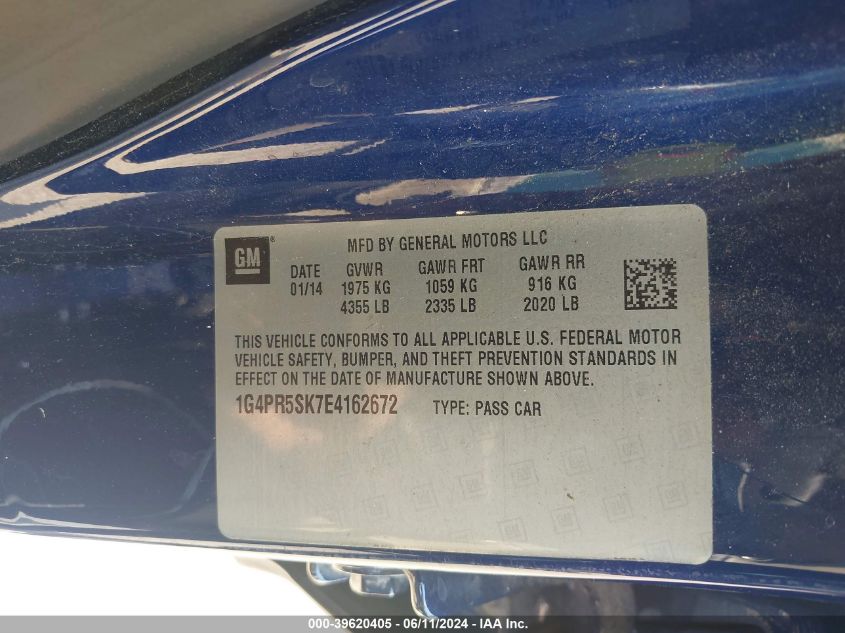 GM®
MFD BY GENERAL MOTORS LLC
DATE GVWR GAWR FRT GAWR RR
01/14 1975 KG 1059 KG 916 KG
4355 LB 2335 LB 2020 LB
THIS VEHICLE CONFORMS TO ALL APPLICABLE U.S. FEDERAL MOTOR
VEHICLE SAFETY, BUMPER, AND THEFT PREVENTION STANDARDS IN
EFFECT ON THE DATE OF MANUFACTURE SHOWN ABOVE.
1G4PR5SK7E4162672 TYPE: PASS CAR
000-39620405 - 06/11/2024 - IAA Inc.